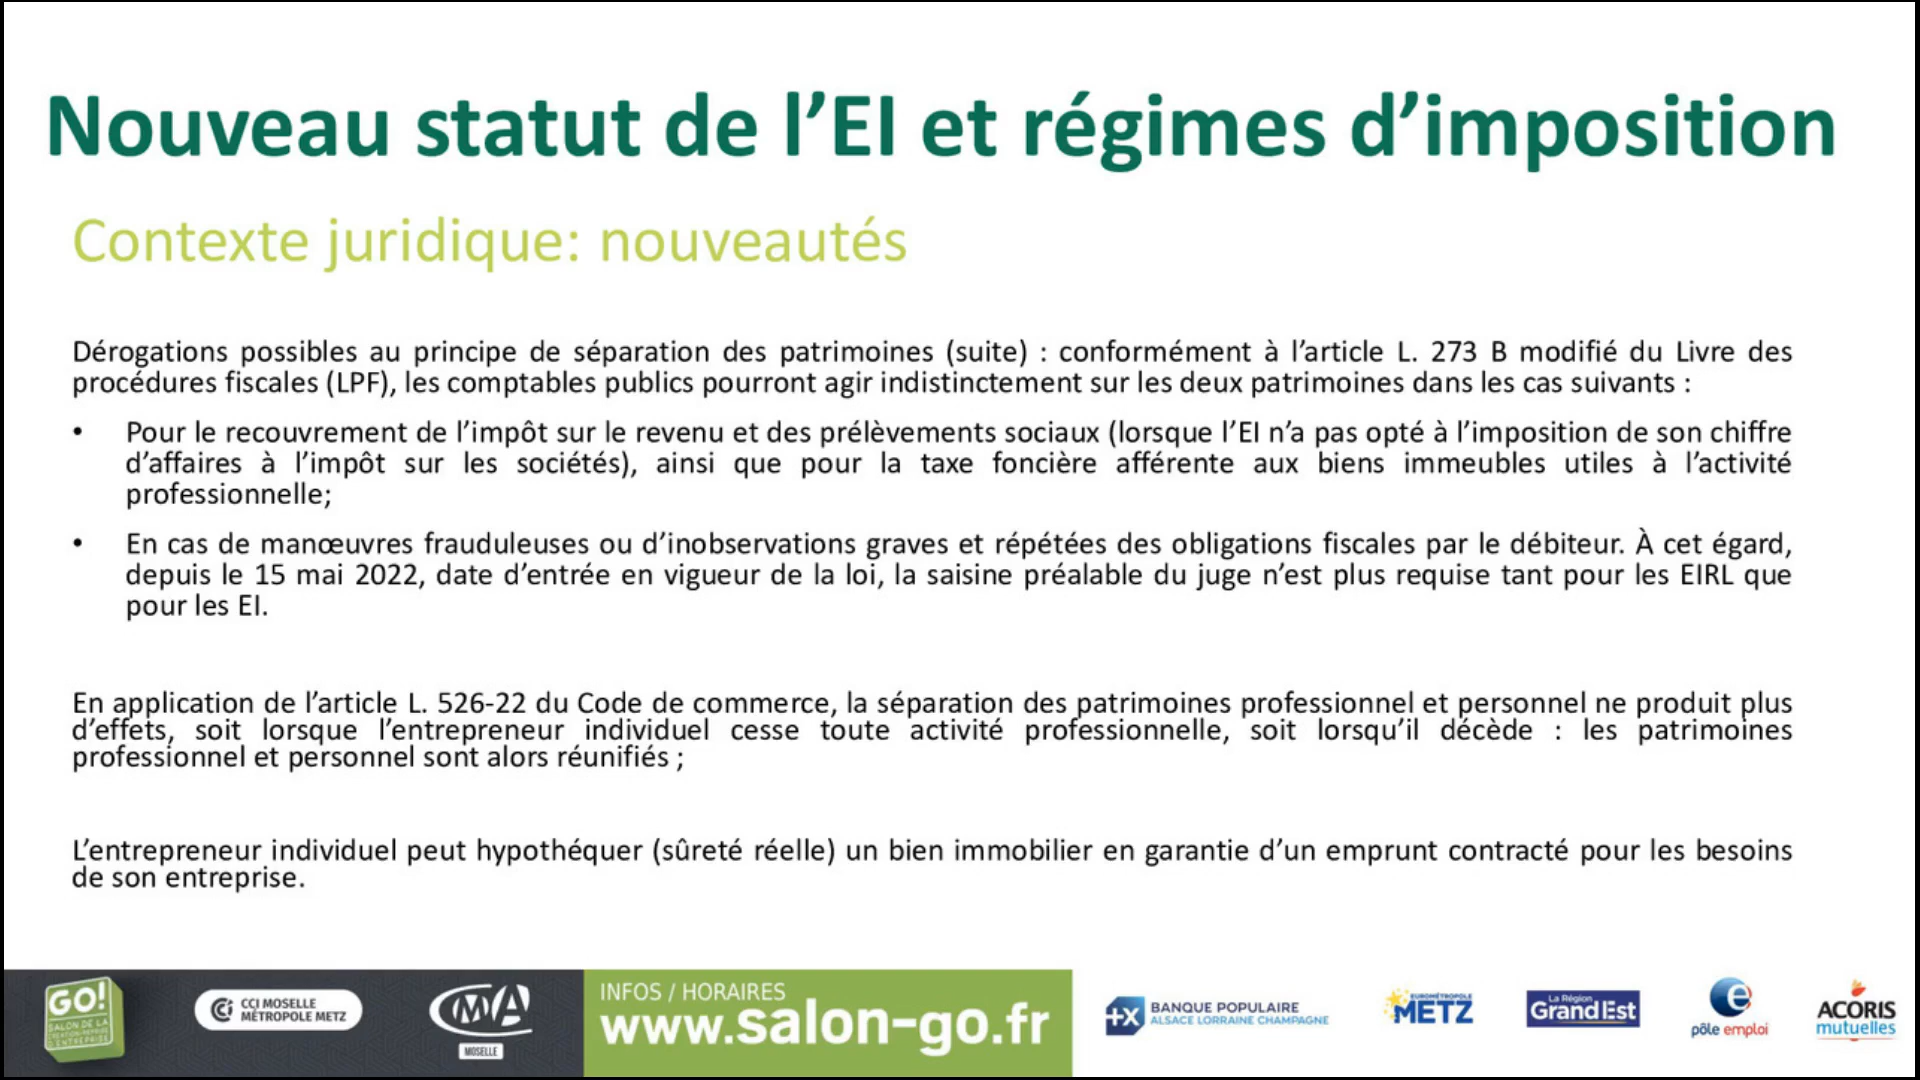 Nouveau statut de l’EI et régimes d’imposition
Contexte juridique: nouveautés
Dérogations possibles au principe de séparation des patrimoines (suite) : conformément à l’article L. 273 B modifié du Livre des
procédures fiscales (LPF), les comptables publics pourront agir indistinctement sur les deux patrimoines dans les cas suivants :
• Pour le recouvrement de l’impôt sur le revenu et des prélèvements sociaux (lorsque l’EI n’a pas opté à l’imposition de son chiffre
d’affaires à l’impôt sur les sociétés), ainsi que pour la taxe foncière afférente aux biens immeubles utiles à l’activité
professionnelle;
• En cas de manœuvres frauduleuses ou d’inobservations graves et répétées des obligations fiscales par le débiteur. À cet égard,
depuis le 15 mai 2022, date d’entrée en vigueur de la loi, la saisine préalable du juge n’est plus requise tant pour les EIRL que
pour les EI.
En application de l’article L. 526-22 du Code de commerce, la séparation des patrimoines professionnel et personnel ne produit plus
d’effets, soit lorsque l’entrepreneur individuel cesse toute activité professionnelle, soit lorsqu’il décède : les patrimoines
professionnel et personnel sont alors réunifiés ;
L’entrepreneur individuel peut hypothéquer (sûreté réelle) un bien immobilier en garantie d’un emprunt contracté pour les besoins
de son entreprise.
GO!
SALON DE LA
CRÉATION-REPRISE
D'ENTREPRISE
CCI MOSELLE
MÉTROPOLE METZ
CMA
MOSELLE
INFOS / HORAIRES
www.salon-go.fr
BANQUE POPULAIRE
ALSACE LORRAINE CHAMPAGNE
EUROMÉTROPOLE
METZ
La Région
Grand Est
pôle emploi
ACORIS
mutuelles